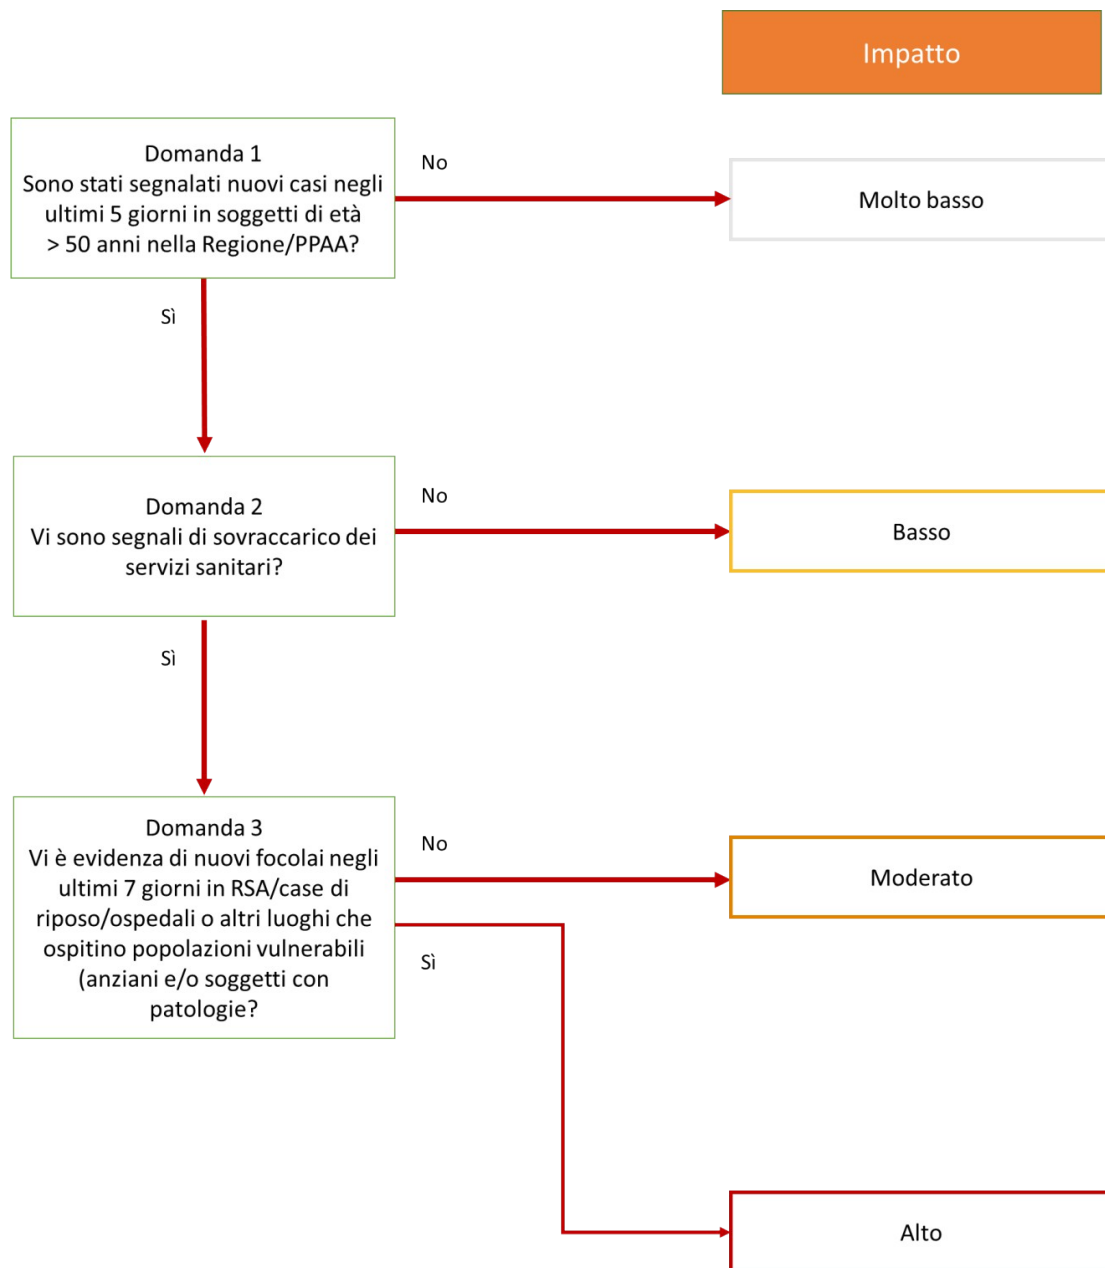 Impatto
Domanda 1
Sono stati segnalati nuovi casi negli
ultimi 5 giorni in soggetti di età
> 50 anni nella Regione/PPAA?
No
Molto basso
Sì
Domanda 2
Vi sono segnali di sovraccarico dei
servizi sanitari?
No
Basso
Sì
Domanda 3
Vi è evidenza di nuovi focolai negli
ultimi 7 giorni in RSA/case di
riposo/ospedali o altri luoghi che
ospitino popolazioni vulnerabili
(anziani e/o soggetti con
patologie?
No
Moderato
Sì
Alto